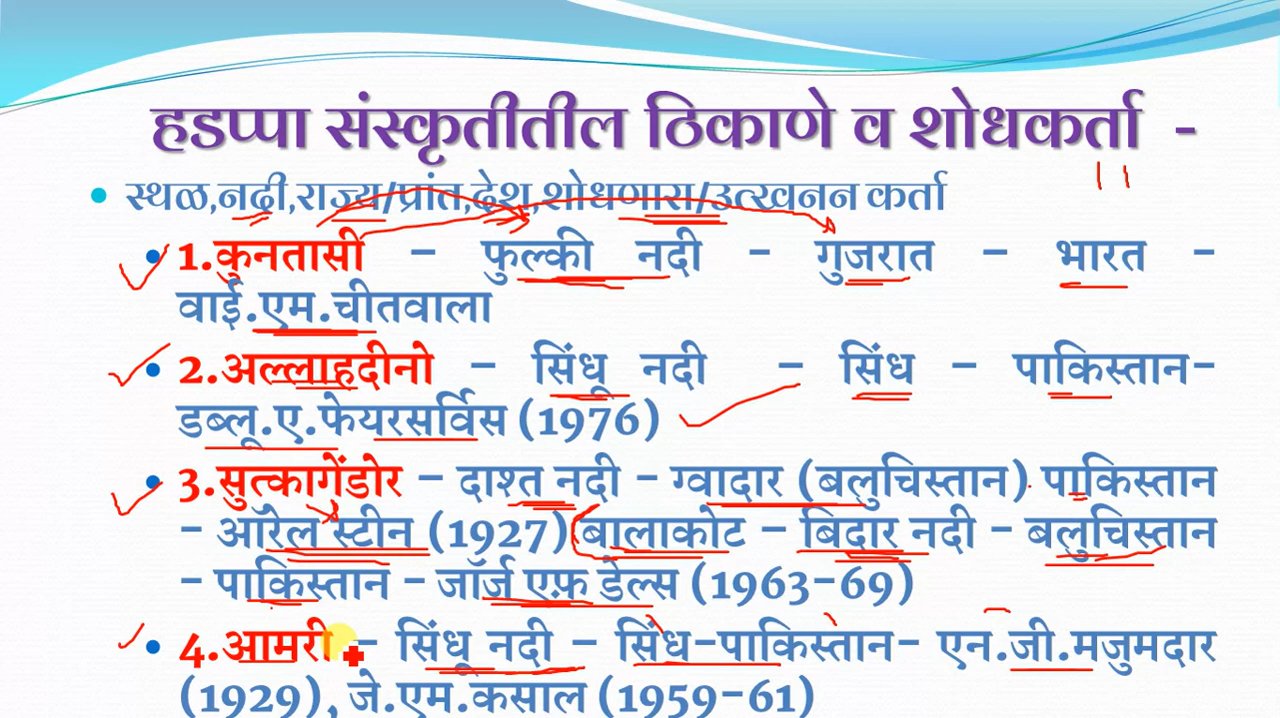 हडप्पा संस्कृतीतील ठिकाणे व शोधकर्ता -
स्थळ,नदी,राज्य/प्रांत,देश,शोधणारा/उत्खनन कर्ता
1.कुनतासी - फुल्की नदी - गुजरात - भारत -
वाई.एम.चीतवाला
2.अल्लाहदीनो - सिंधू नदी - सिंध - पाकिस्तान-
डब्लू.ए.फेयरसर्विस (1976)
3.सुत्कागेंडोर - दाश्त नदी - ग्वादार (बलुचिस्तान) पाकिस्तान
- ऑरेल स्टीन (1927) बालाकोट - बिदार नदी - बलुचिस्तान
- पाकिस्तान - जॉर्ज एफ़ डेल्स (1963-69)
4.आमरी - सिंधू नदी - सिंध-पाकिस्तान- एन.जी.मजुमदार
(1929), जे.एम.कसाल (1959-61)